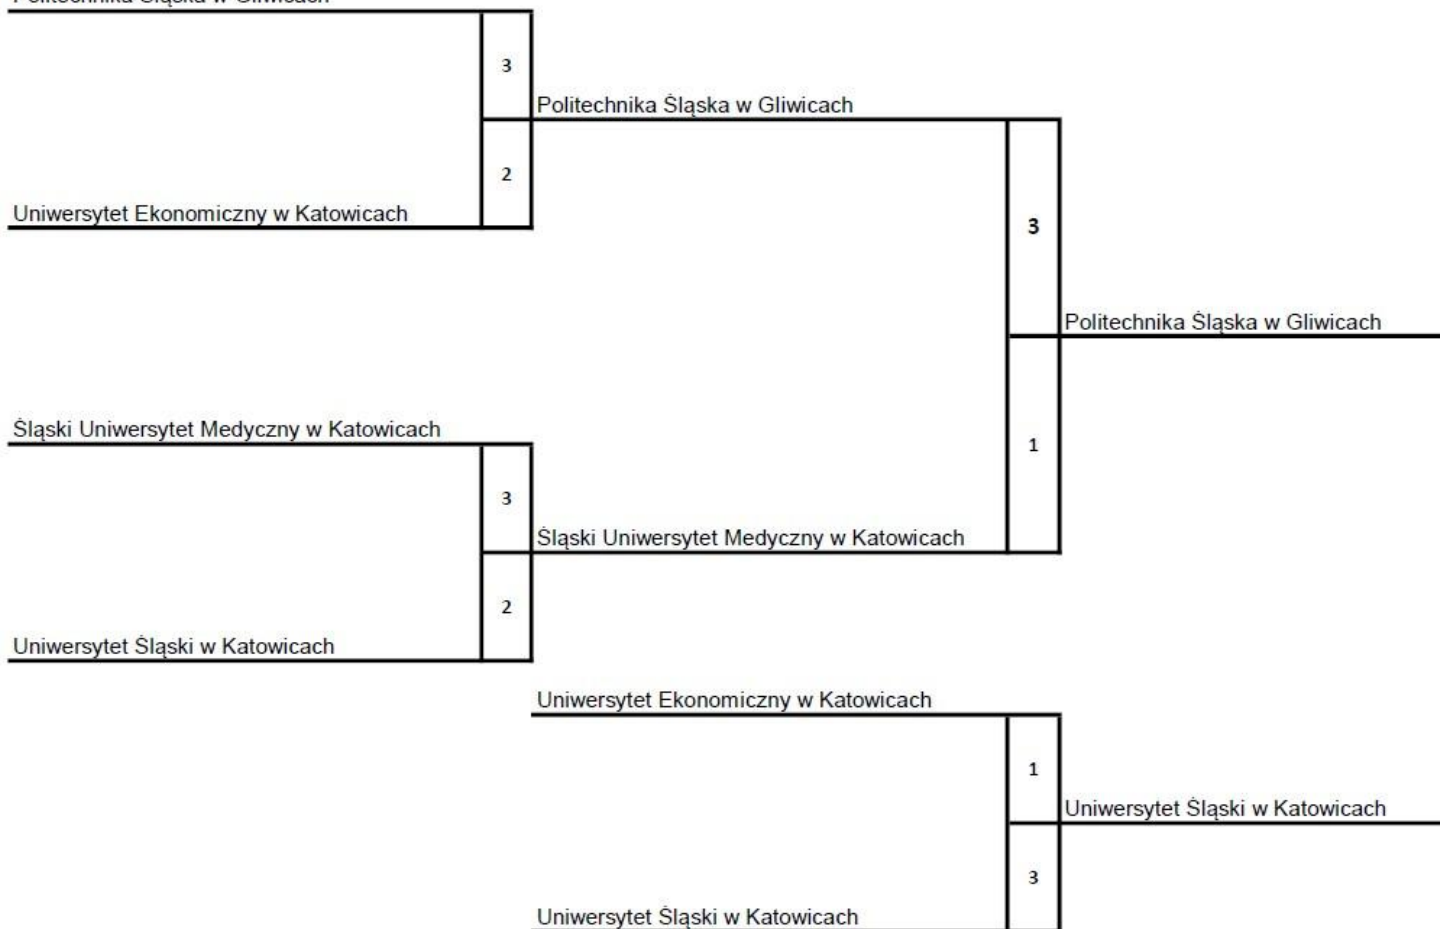 3
Politechnika Śląska w Gliwicach
2
Uniwersytet Ekonomiczny w Katowicach
3
Politechnika Śląska w Gliwicach
Śląski Uniwersytet Medyczny w Katowicach
1
3
Śląski Uniwersytet Medyczny w Katowicach
2
Uniwersytet Śląski w Katowicach
Uniwersytet Ekonomiczny w Katowicach
1
Uniwersytet Śląski w Katowicach
3
Uniwersytet Śląski w Katowicach